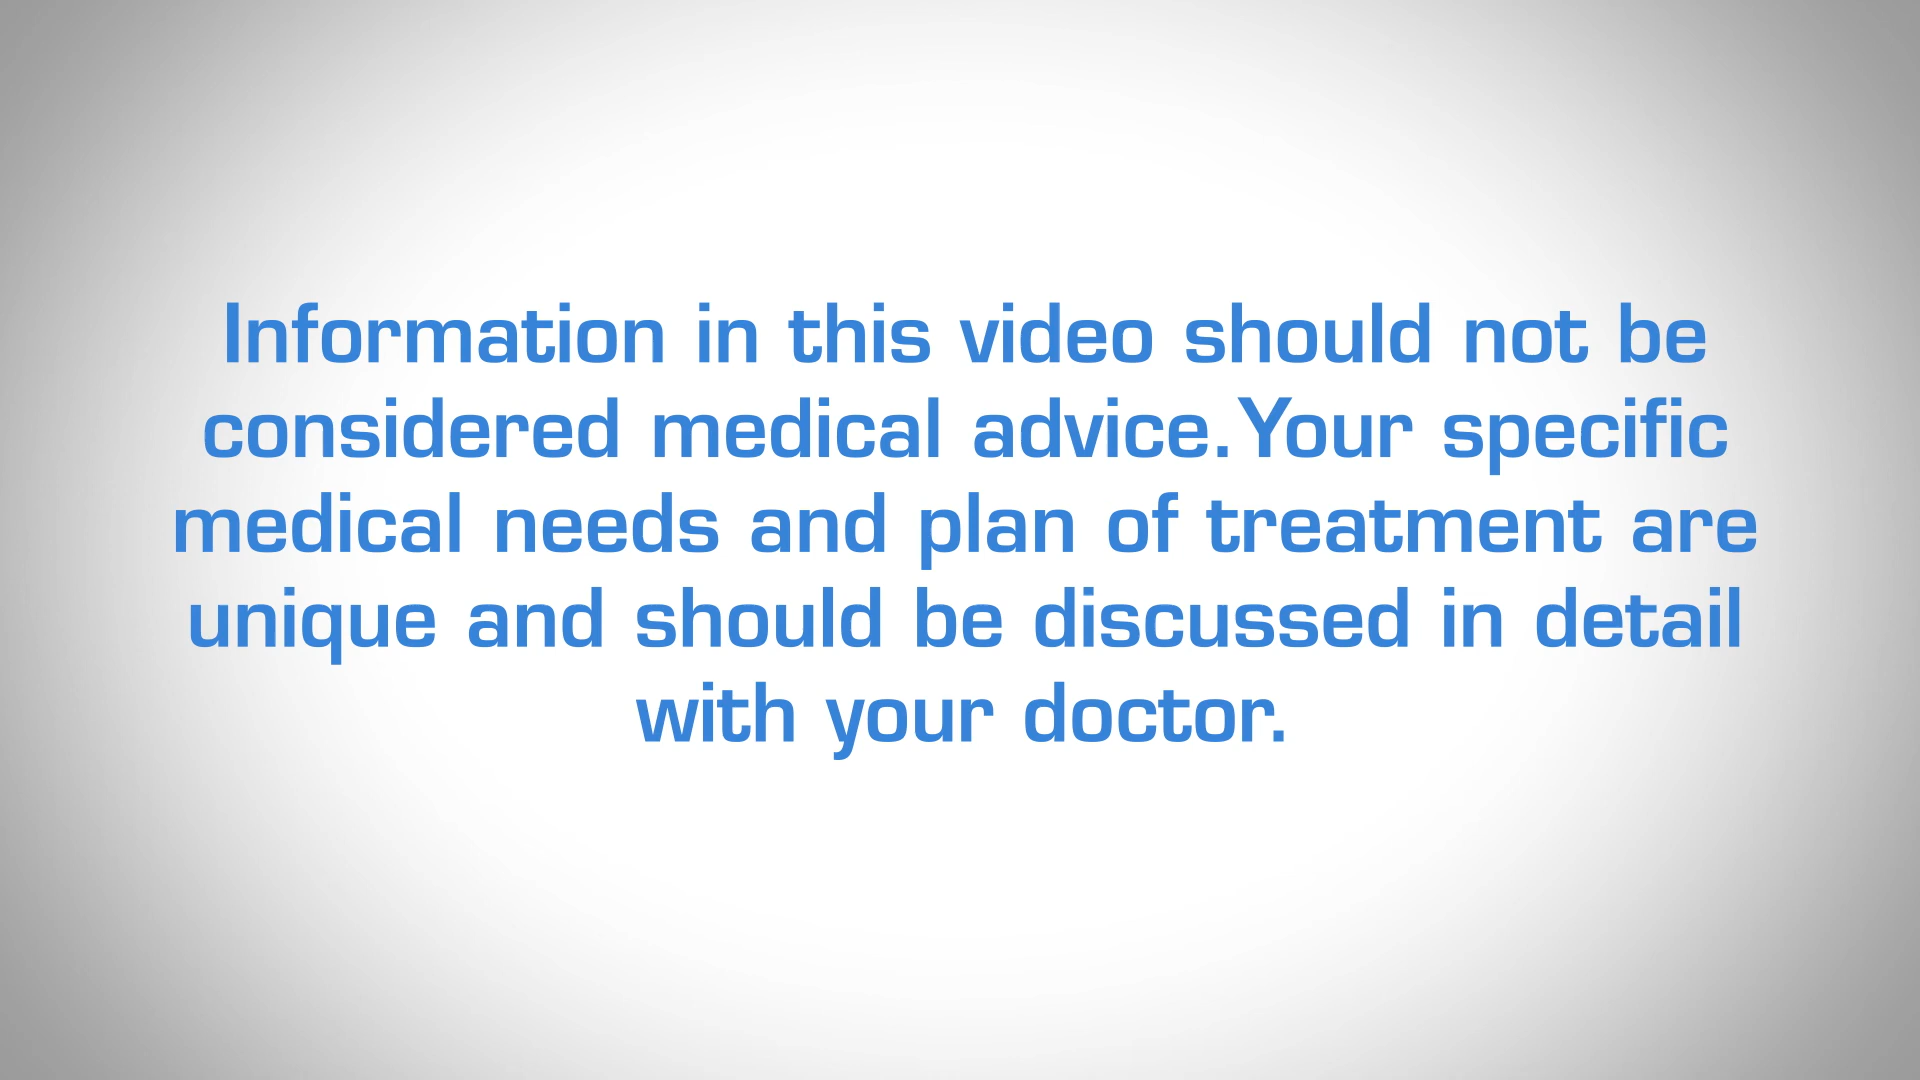 Information in this video should not be
considered medical advice. Your specific
medical needs and plan of treatment are
unique and should be discussed in detail
with your doctor.